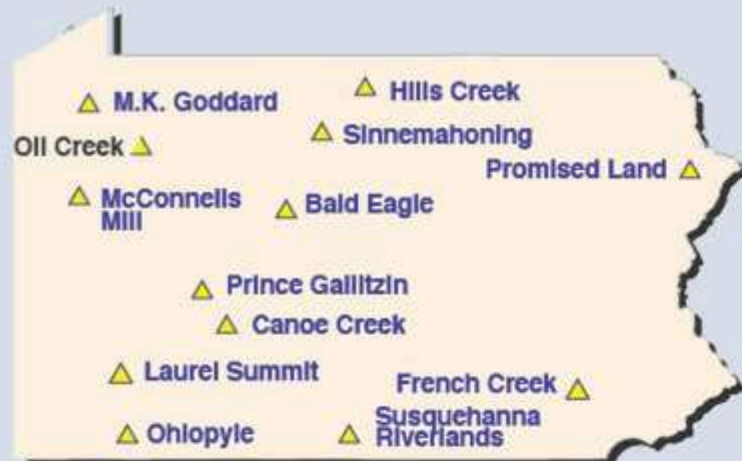 M.K. Goddard
Hills Creek
Oil Creek
Sinnemahoning
Promised Land
McConnells
Mill
Bald Eagle
Prince Gallitzin
Canoe Creek
Laurel Summit
French Creek
Susquehanna
Riverlands
Ohiopyle